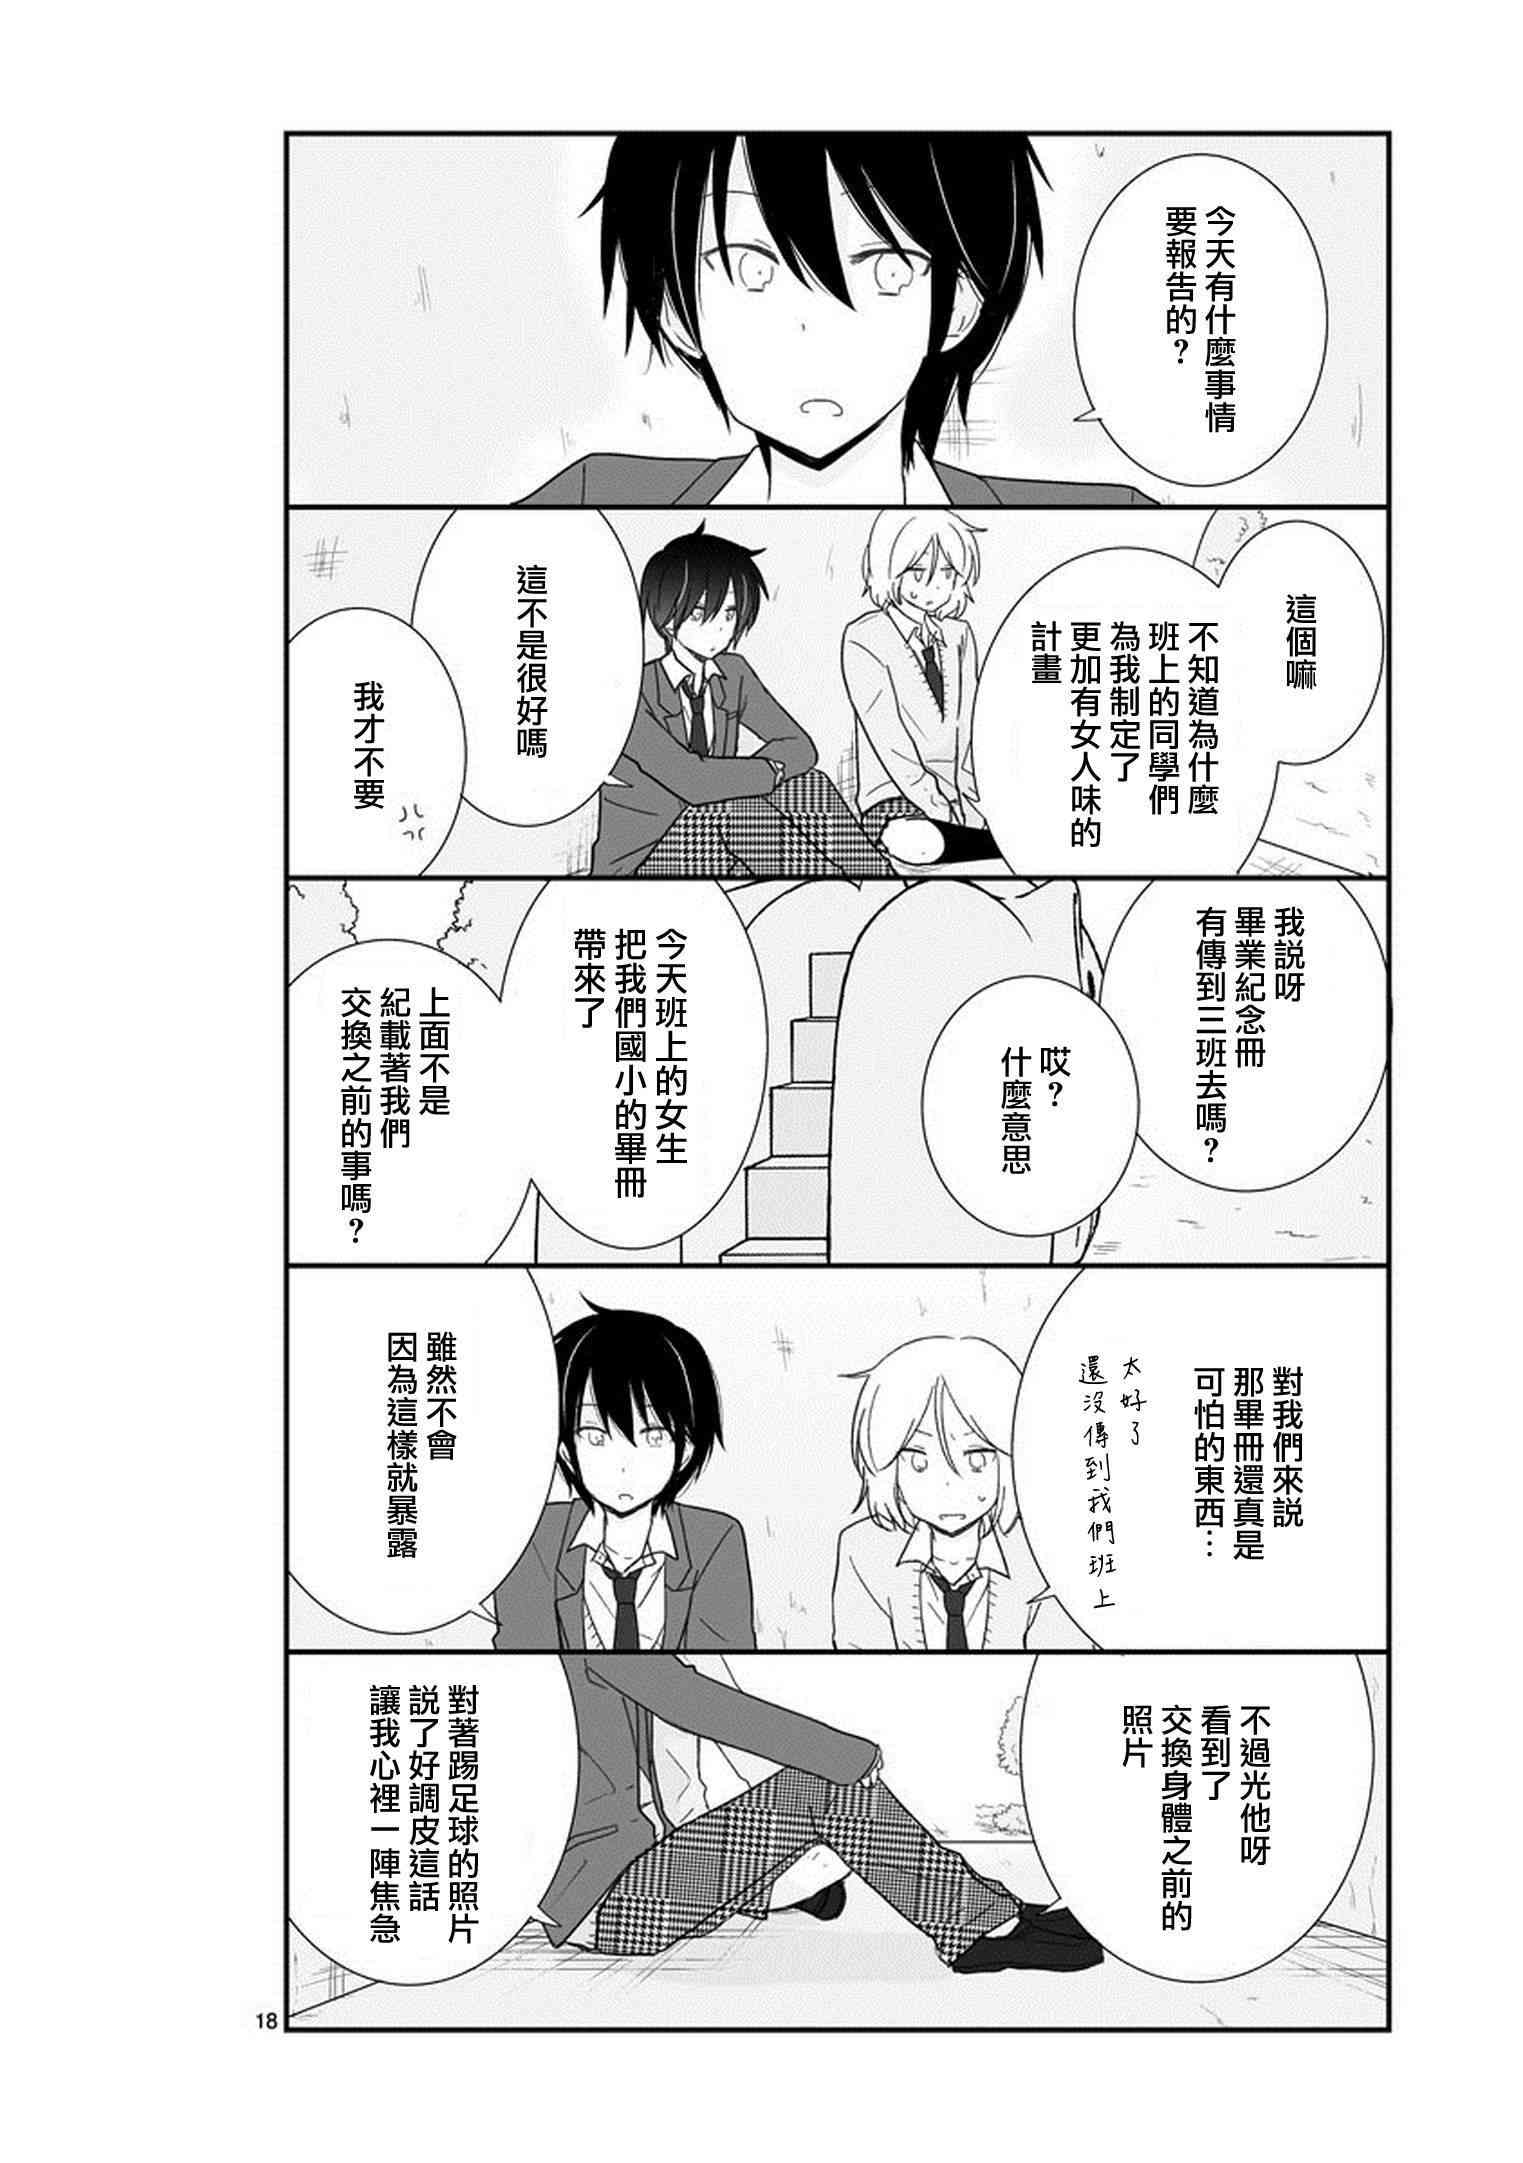 今天有什麼事情
要報告的?
這個嘛
不知道為什麼
班上的同學們
為我制定了
更加有女人味的
計畫
這不是很好嗎
我才不要
我說呀
畢業紀念冊
有傳到三班去嗎?
哎?
什麼意思
今天班上的女生
把我們國小的畢冊
帶來了
上面不是
紀載著我們
交換之前的事嗎?
對我們來說
那畢冊還真是
可怕的東西…
太好了
還沒傳到我們班上
雖然不會
因為這樣就暴露
不過光他呀
看到了
交換身體之前的
照片
對著踢足球的照片
說了好調皮這話
讓我心裡一陣焦急
18